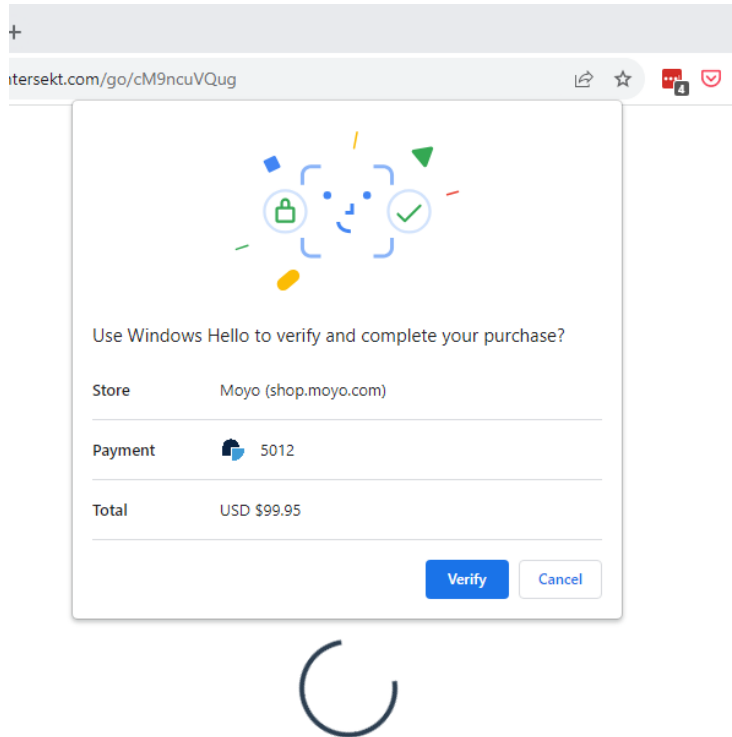 +
ntersekt.com/go/cM9ncuVQug
4
Use Windows Hello to verify and complete your purchase?
Store Moyo (shop.moyo.com)
Payment 5012
Total USD $99.95
Verify Cancel